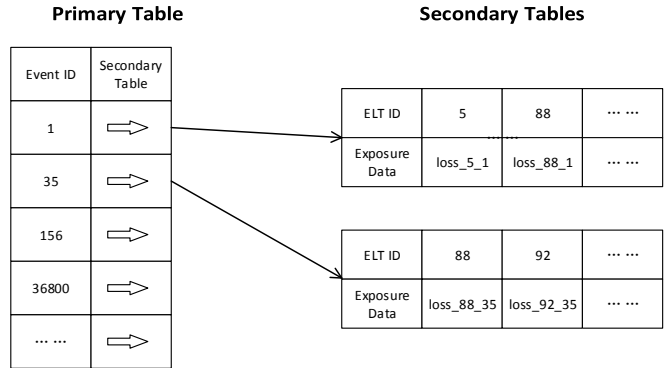 Primary Table
Secondary Tables
Event ID
Secondary
Table
1
35
156
36800
... ...
ELT ID 5 88 ... ...
... ...
Exposure
Data
loss_5_1 loss_88_1 ... ...
ELT ID 88 92 ... ...
Exposure
Data
loss_88_35 loss_92_35 ... ...